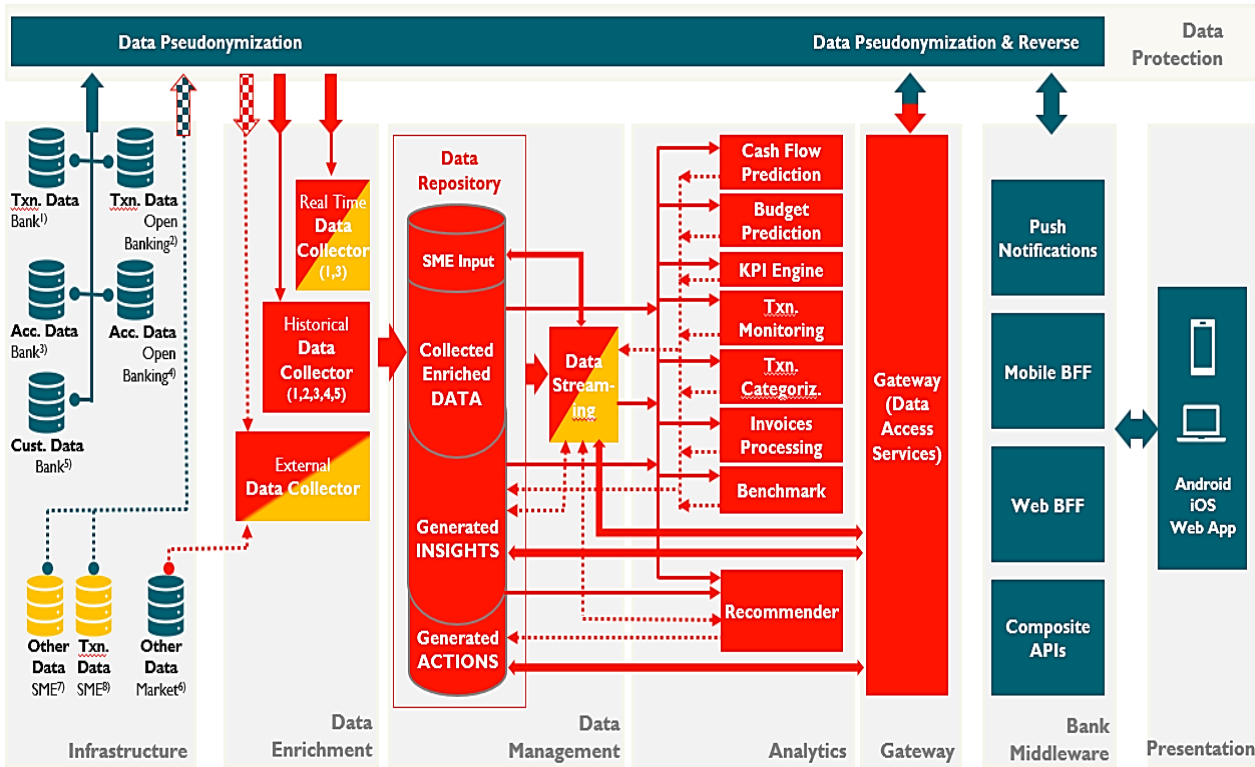 Data Pseudonymization
Data Pseudonymization & Reverse
Data
Protection
Txn. Data
Bank1)
Txn. Data
Open
Banking2)
Acc. Data
Bank3)
Acc. Data
Open
Banking4)
Cust. Data
Bank5)
Other
Data
SME7)
Txn.
Data
SME8)
Other
Data
Market6)
Infrastructure
Real Time
Data
Collector
(1,3)
Historical
Data
Collector
(1,2,3,4,5)
External
Data Collector
Data
Enrichment
Data
Repository
SME Input
Collected
Enriched
DATA
Generated
INSIGHTS
Generated
ACTIONS
Data
Stream-
ing
Data
Management
Cash Flow
Prediction
Budget
Prediction
KPI Engine
Txn.
Monitoring
Txn.
Categoriz.
Invoices
Processing
Benchmark
Recommender
Analytics
Gateway
(Data
Access
Services)
Gateway
Push
Notifications
Mobile BFF
Web BFF
Composite
APIs
Bank
Middleware
Android
iOS
Web App
Presentation